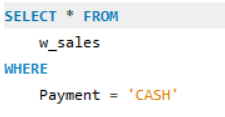 SELECT * FROM
w_sales
WHERE
Payment = 'CASH'